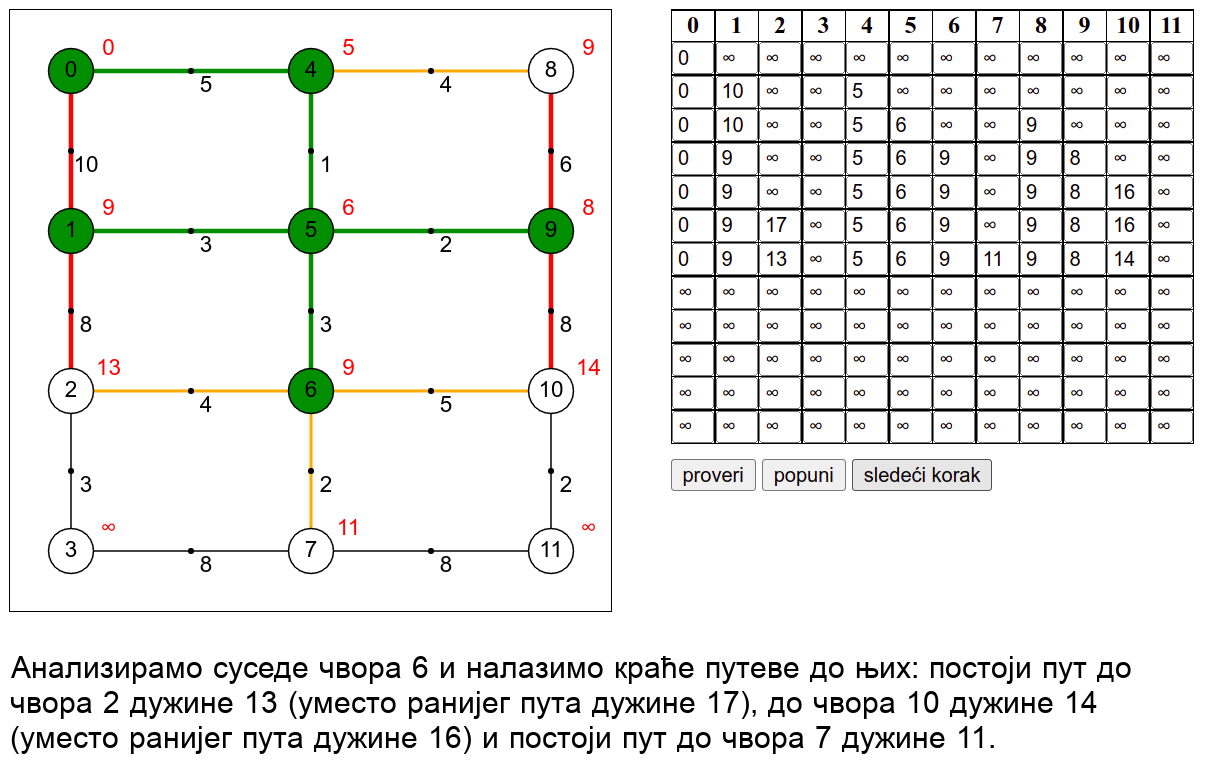 0 5 9
0 4 8
5 4
10 1 6
9 6 8
1 5 9
3 2
8 3 8
13 9 14
2 6 10
4 5
3 2 2
∞ 11 ∞
3 7 11
8 8
0 1 2 3 4 5 6 7 8 9 10 11
0 ∞ ∞ ∞ ∞ ∞ ∞ ∞ ∞ ∞ ∞ ∞
0 10 ∞ ∞ 5 ∞ ∞ ∞ ∞ ∞ ∞ ∞
0 10 ∞ ∞ 5 6 ∞ ∞ 9 ∞ ∞ ∞
0 9 ∞ ∞ 5 6 9 ∞ 9 8 ∞ ∞
0 9 ∞ ∞ 5 6 9 ∞ 9 8 16 ∞
0 9 17 ∞ 5 6 9 ∞ 9 8 16 ∞
0 9 13 ∞ 5 6 9 11 9 8 14 ∞
∞ ∞ ∞ ∞ ∞ ∞ ∞ ∞ ∞ ∞ ∞ ∞
∞ ∞ ∞ ∞ ∞ ∞ ∞ ∞ ∞ ∞ ∞ ∞
∞ ∞ ∞ ∞ ∞ ∞ ∞ ∞ ∞ ∞ ∞ ∞
∞ ∞ ∞ ∞ ∞ ∞ ∞ ∞ ∞ ∞ ∞ ∞
∞ ∞ ∞ ∞ ∞ ∞ ∞ ∞ ∞ ∞ ∞ ∞
proveri popuni sledeći korak
Анализирамо суседе чвора 6 и налазимо краће путеве до њих: постоји пут до
чвора 2 дужине 13 (уместо ранијег пута дужине 17), до чвора 10 дужине 14
(уместо ранијег пута дужине 16) и постоји пут до чвора 7 дужине 11.